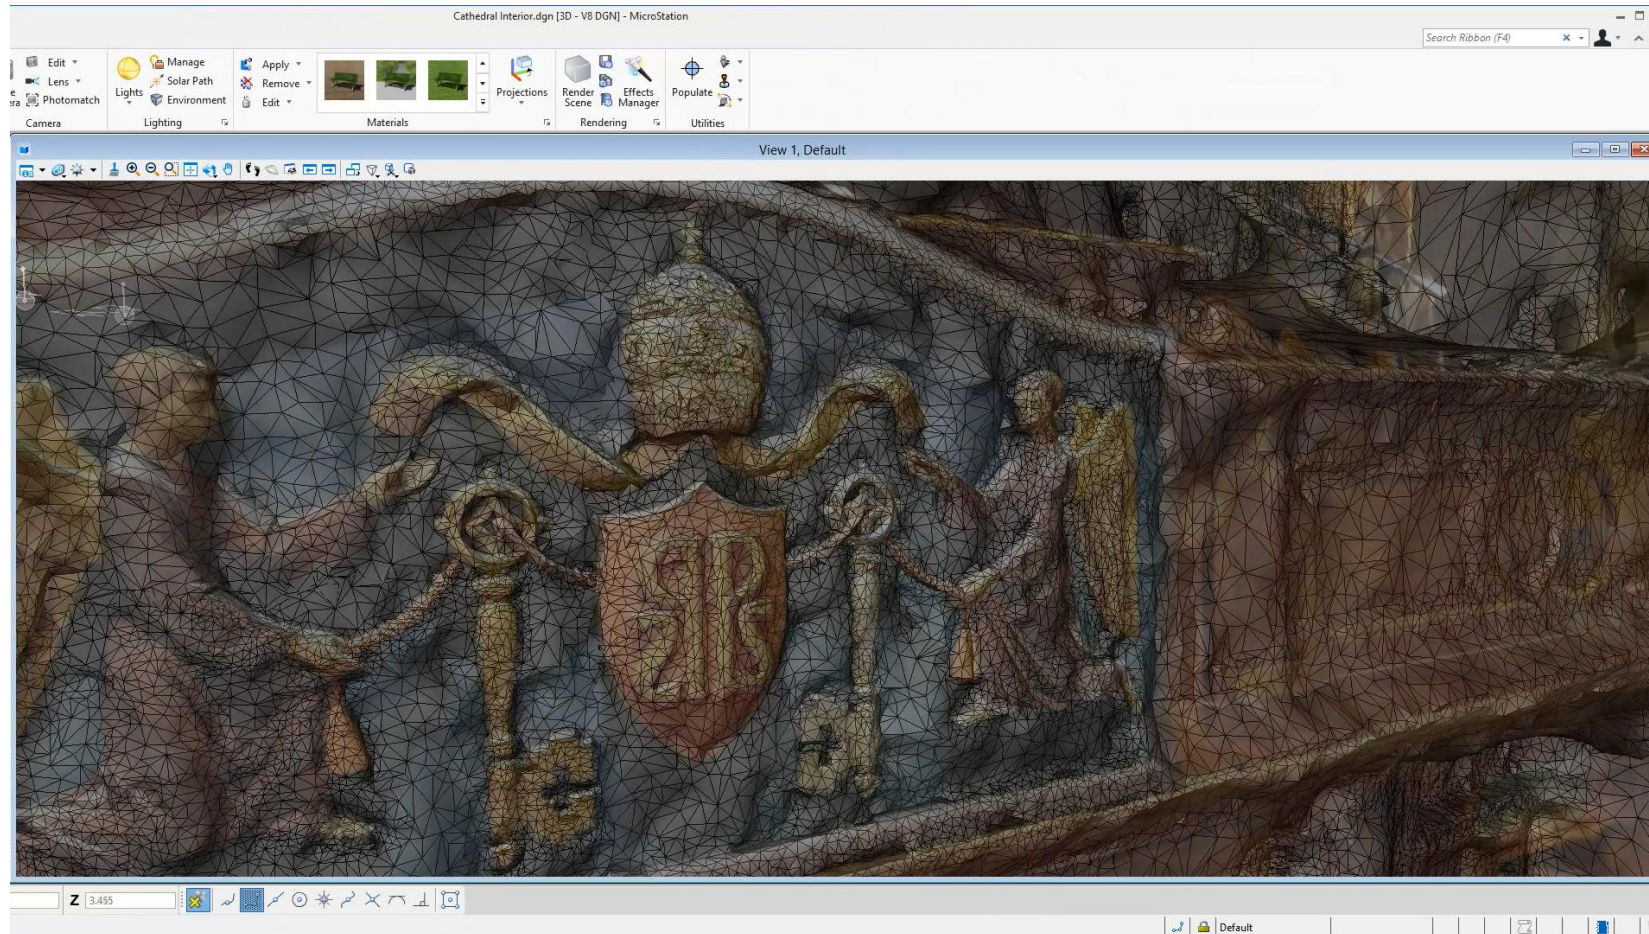 Cathedral Interior.dgn [3D - V8 DGN] - MicroStation
Search Ribbon (F4)
Edit
Lens
Photomatch
Camera
Lights
Manage
Solar Path
Environment
Lighting
Apply
Remove
Edit
Materials
Projections
Render Scene
Effects Manager
Rendering
Populate
Utilities
View 1, Default
Z 3.455
Default